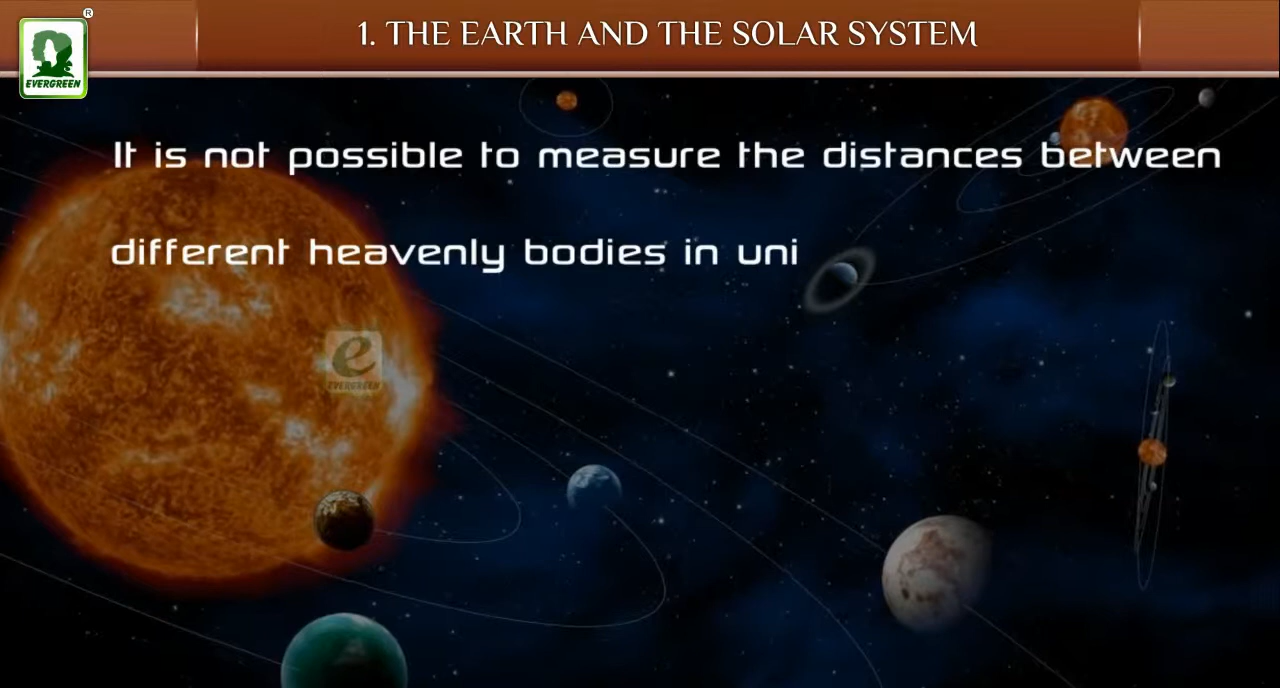 1. THE EARTH AND THE SOLAR SYSTEM
®
EVERGREEN
It is not possible to measure the distances between
different heavenly bodies in uni
e
EVERGREEN